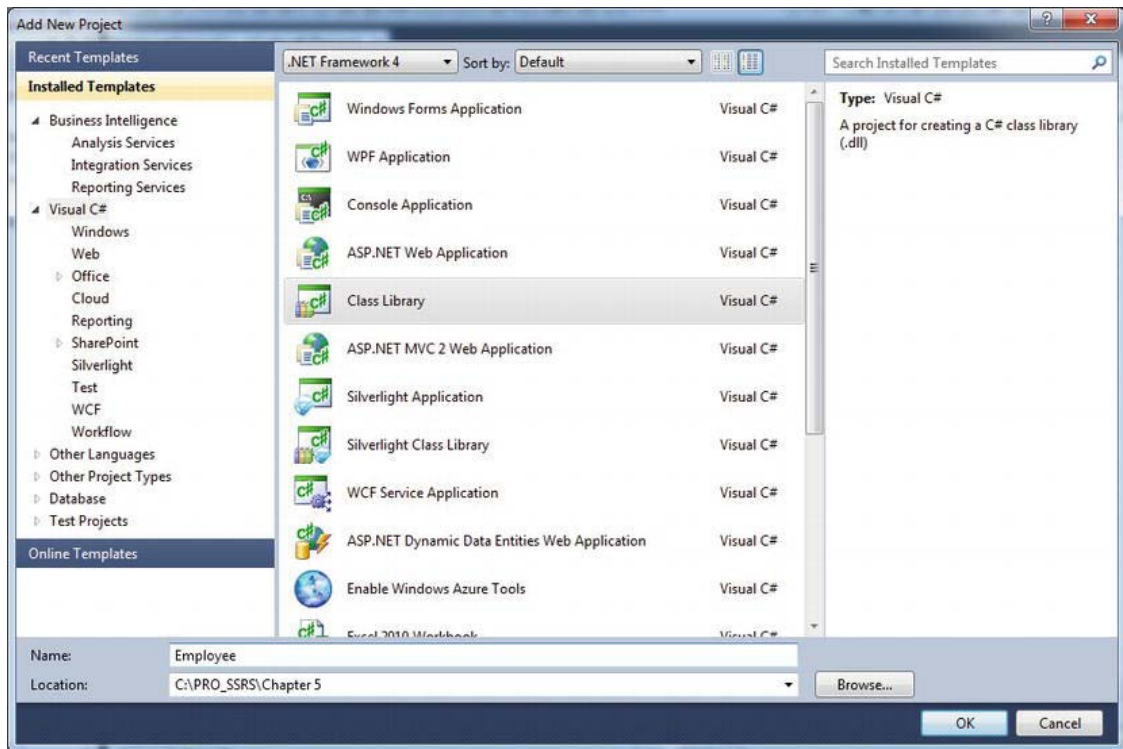 Add New Project
Recent Templates
Installed Templates
Business Intelligence
Analysis Services
Integration Services
Reporting Services
Visual C#
Windows
Web
Office
Cloud
Reporting
SharePoint
Silverlight
Test
WCF
Workflow
Other Languages
Other Project Types
Database
Test Projects
Online Templates
.NET Framework 4 Sort by: Default
Windows Forms Application Visual C#
WPF Application Visual C#
Console Application Visual C#
ASP.NET Web Application Visual C#
Class Library Visual C#
ASP.NET MVC 2 Web Application Visual C#
Silverlight Application Visual C#
Silverlight Class Library Visual C#
WCF Service Application Visual C#
ASP.NET Dynamic Data Entities Web Application Visual C#
Enable Windows Azure Tools Visual C#
Excel 2010 Workbook Visual C#
Search Installed Templates
Type: Visual C#
A project for creating a C# class library
(.dll)
Name: Employee
Location: C:\PRO_SSRS\Chapter 5 Browse...
OK Cancel